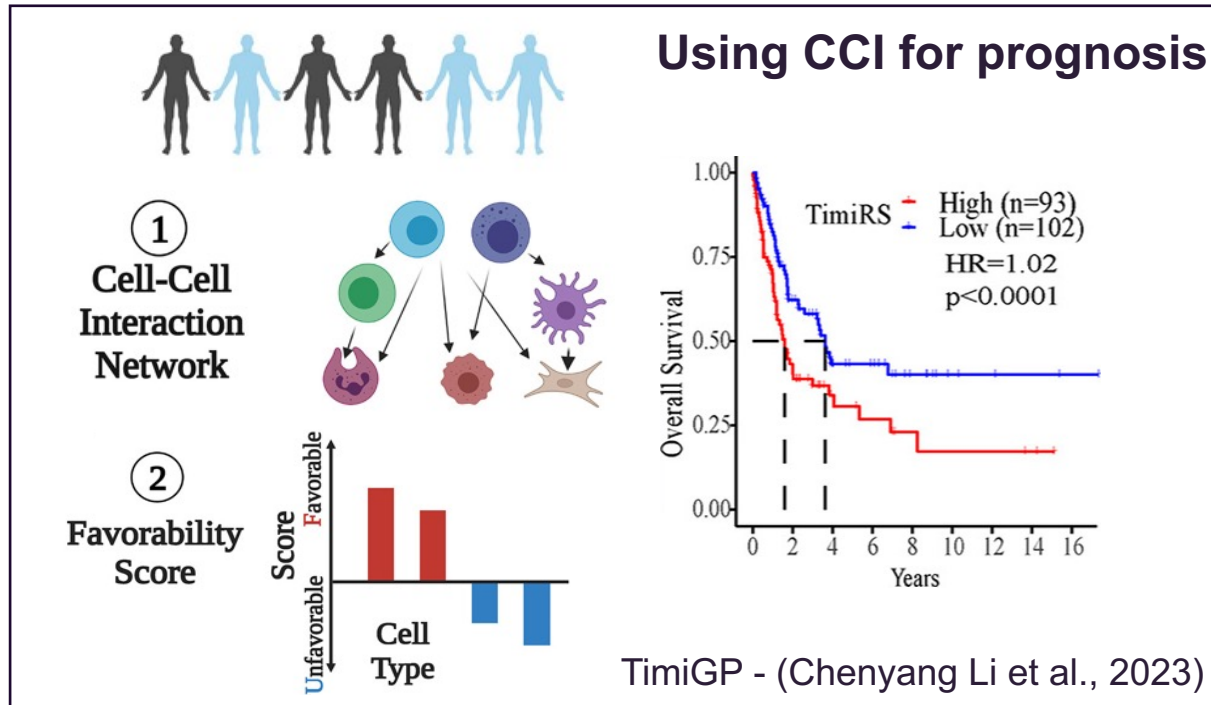 Using CCI for prognosis
1
Cell-Cell
Interaction
Network
2
Favorability
Score
Score
Favorable
Unfavorable
Cell
Type
TimiRS
High (n=93)
Low (n=102)
HR=1.02
p<0.0001
Overall Survival
1.00
0.75
0.50
0.25
0.00
0 2 4 6 8 10 12 14 16
Years
TimiGP - (Chenyang Li et al., 2023)